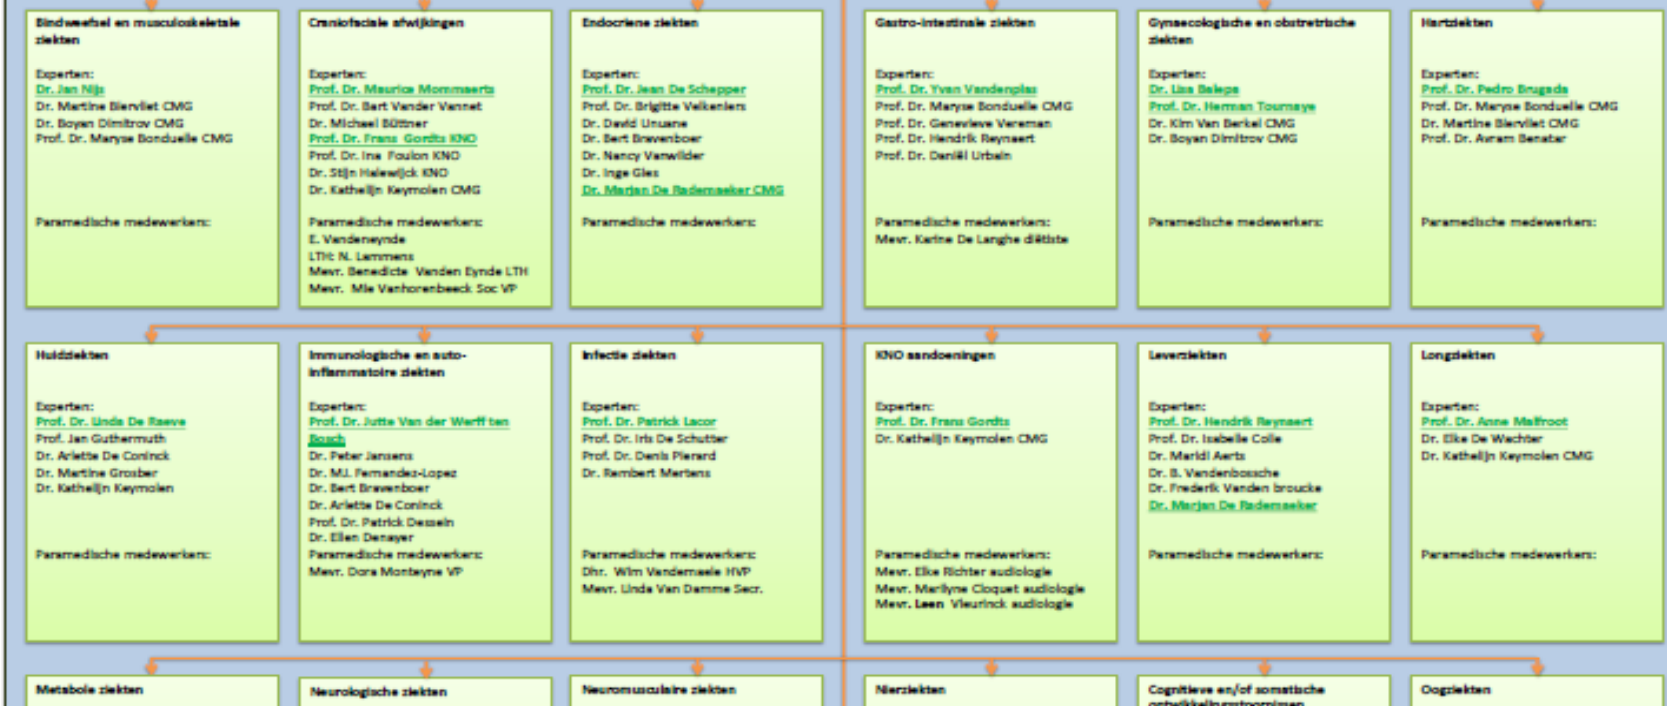 Bindweefsel en musculoskeletale
ziekten
Experten:
Dr. Jan Nijs
Dr. Martine Biervliet CMG
Dr. Boyan Dimitrov CMG
Prof. Dr. Maryse Bonduelle CMG
Paramedische medewerkers:
Craniofaciale afwijkingen
Experten:
Prof. Dr. Maurice Mommaerts
Prof. Dr. Bart Vander Vannet
Dr. Michael Büttner
Prof. Dr. Frans Gordts KNO
Prof. Dr. Ina Foulon KNO
Dr. Stijn Halewijck KNO
Dr. Kathelijn Keymolen CMG
Paramedische medewerkers:
E. Vandeneynde
LTH: N. Lammens
Mevr. Benedicte Vanden Eynde LTH
Mevr. Mie Vanhorenbeeck Soc VP
Endocriene ziekten
Experten:
Prof. Dr. Jean De Schepper
Prof. Dr. Brigitte Velkeniers
Dr. David Unuane
Dr. Bert Bravenboer
Dr. Nancy Vanwilder
Dr. Inge Gies
Dr. Marjan De Rademaeker CMG
Paramedische medewerkers:
Gastro-intestinale ziekten
Experten:
Prof. Dr. Yvan Vandenplas
Prof. Dr. Maryse Bonduelle CMG
Prof. Dr. Genevieve Vereman
Prof. Dr. Hendrik Reynaert
Prof. Dr. Daniël Urbain
Paramedische medewerkers:
Mevr. Karine De Langhe diëtiste
Gynaecologische en obstretrische
ziekten
Experten:
Dr. Lisa Balepa
Prof. Dr. Herman Tournaye
Dr. Kim Van Berkel CMG
Dr. Boyan Dimitrov CMG
Paramedische medewerkers:
Hartziekten
Experten:
Prof. Dr. Pedro Brugada
Prof. Dr. Maryse Bonduelle CMG
Dr. Martine Biervliet CMG
Prof. Dr. Avram Benatar
Paramedische medewerkers:
Huidziekten
Experten:
Prof. Dr. Linda De Raeve
Prof. Jan Guthermuth
Dr. Arlette De Coninck
Dr. Martine Grosber
Dr. Kathelijn Keymolen
Paramedische medewerkers:
Immunologische en auto-
inflammatoire ziekten
Experten:
Prof. Dr. Jutte Van der Werff ten
Bosch
Dr. Peter Jansens
Dr. MJ. Fernandez-Lopez
Dr. Bert Bravenboer
Dr. Arlette De Coninck
Prof. Dr. Patrick Dessein
Dr. Ellen Denayer
Paramedische medewerkers:
Mevr. Dora Monteyne VP
Infectie ziekten
Experten:
Prof. Dr. Patrick Lacor
Prof. Dr. Iris De Schutter
Prof. Dr. Denis Pierard
Dr. Rembert Mertens
Paramedische medewerkers:
Dhr. Wim Vandemaele HVP
Mevr. Linda Van Damme Secr.
KNO aandoeningen
Experten:
Prof. Dr. Frans Gordts
Dr. Kathelijn Keymolen CMG
Paramedische medewerkers:
Mevr. Elke Richter audiologie
Mevr. Marilyne Cloquet audiologie
Mevr. Leen Vleurinck audiologie
Leverziekten
Experten:
Prof. Dr. Hendrik Reynaert
Prof. Dr. Isabelle Colle
Dr. Maridi Aerts
Dr. B. Vandenbossche
Dr. Frederik Vanden broucke
Dr. Marjan De Rademaeker
Paramedische medewerkers:
Longziekten
Experten:
Prof. Dr. Anne Malfroot
Dr. Elke De Wachter
Dr. Kathelijn Keymolen CMG
Paramedische medewerkers:
Metabole ziekten
Neurologische ziekten
Neuromusculaire ziekten
Nierziekten
Cognitieve en/of somatische
ontwikkelingsstoornissen
Oogziekten